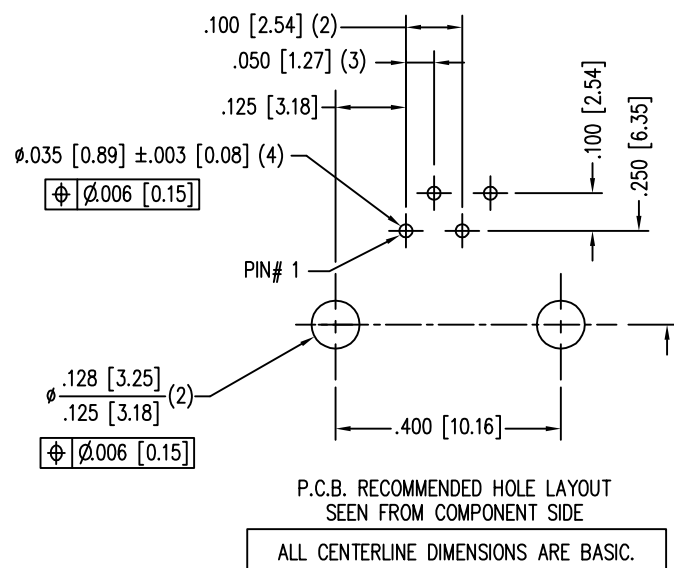 .100 [2.54] (2)
.050 [1.27] (3)
.125 [3.18]
ø.035 [0.89] ±.003 [0.08] (4)
⌖ Ø.006 [0.15]
.100 [2.54]
.250 [6.35]
PIN# 1
ø .128 [3.25]
.125 [3.18] (2)
⌖ Ø.006 [0.15]
.400 [10.16]
P.C.B. RECOMMENDED HOLE LAYOUT
SEEN FROM COMPONENT SIDE
ALL CENTERLINE DIMENSIONS ARE BASIC.